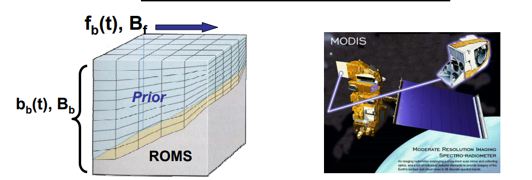 f_b(t), B_f
MODIS
b_b(t), B_b
Prior
ROMS
MODERATE RESOLUTION IMAGING
SPECTRO-RADIOMETER